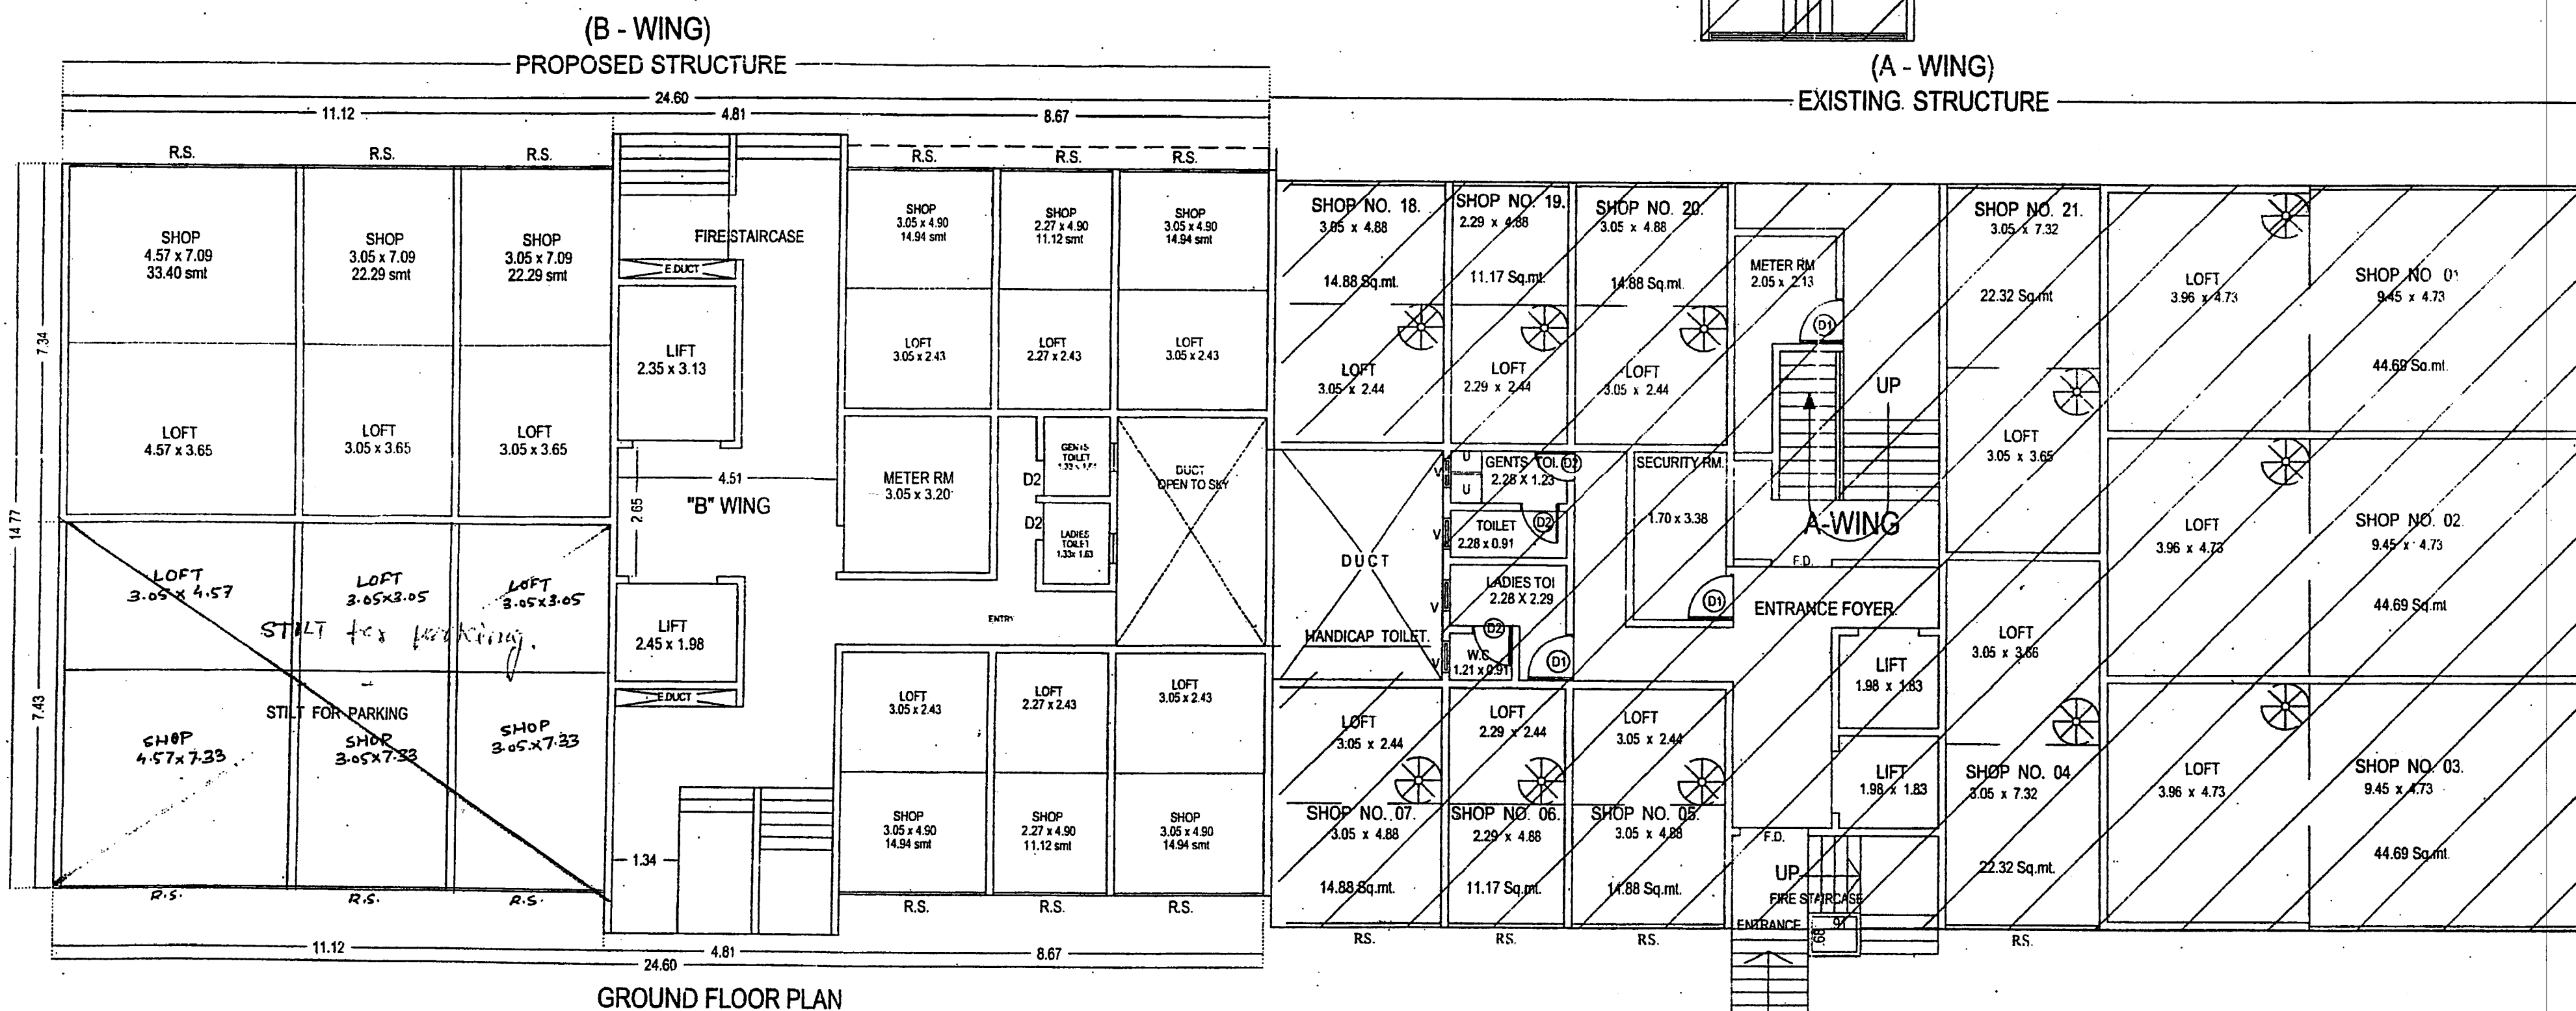 (B - WING)
PROPOSED STRUCTURE
24.60
11.12
4.81
8.67
(A - WING)
EXISTING. STRUCTURE
R.S.
R.S.
R.S.
R.S.
R.S.
R.S.
SHOP
4.57 x 7.09
33.40 smt
SHOP
3.05 x 7.09
22.29 smt
SHOP
3.05 x 7.09
22.29 smt
FIRE STAIRCASE
E.DUCT
LIFT
2.35 x 3.13
SHOP
3.05 x 4.90
14.94 smt
SHOP
2.27 x 4.90
11.12 smt
SHOP
3.05 x 4.90
14.94 smt
LOFT
3.05 x 2.43
LOFT
2.27 x 2.43
LOFT
3.05 x 2.43
LOFT
4.57 x 3.65
LOFT
3.05 x 3.65
LOFT
3.05 x 3.65
7.34
14.77
7.43
4.51
2.65
"B" WING
METER RM
3.05 x 3.20
D2
GENTS
TOILET
D2
LADIES
TOILET
1.33x 1.63
DUCT
OPEN TO SKY
ENTRY
LOFT
3.05 x 4.57
LOFT
3.05x3.05
LOFT
3.05x3.05
STILT for parking.
STILT FOR PARKING
SHOP
4.57x7.33
SHOP
3.05x7.33
SHOP
3.05x7.33
R.S.
R.S.
R.S.
LIFT
2.45 x 1.98
E.DUCT
1.34
LOFT
3.05 x 2.43
LOFT
2.27 x 2.43
LOFT
3.05 x 2.43
SHOP
3.05 x 4.90
14.94 smt
SHOP
2.27 x 4.90
11.12 smt
SHOP
3.05 x 4.90
14.94 smt
R.S.
R.S.
R.S.
11.12
4.81
8.67
24.60
GROUND FLOOR PLAN
SHOP NO. 18.
3.05 x 4.88
14.88 Sq.mt.
LOFT
3.05 x 2.44
SHOP NO. 19.
2.29 x 4.88
11.17 Sq.mt.
LOFT
2.29 x 2.44
SHOP NO. 20.
3.05 x 4.88
14.88 Sq.mt.
LOFT
3.05 x 2.44
METER RM
2.05 x 2.13
D1
UP
SHOP NO. 21.
3.05 x 7.32
22.32 Sq.mt
LOFT
3.05 x 3.65
LOFT
3.96 x 4.73
SHOP NO 01
9.45 x 4.73
44.69 Sq.mt.
DUCT
HANDICAP TOILET.
V
V
V
V
U
U
GENTS TOI.
D2
2.28 X 1.23
TOILET
D2
2.28 x 0.91
LADIES TOI
2.28 X 2.29
D2
W.C
1.21 x 0.91
D1
SECURITY RM.
1.70 x 3.38
D1
A-WING
F.D.
ENTRANCE FOYER.
LIFT
1.98 x 1.83
LIFT
1.98 x 1.83
LOFT
3.05 x 3.66
LOFT
3.96 x 4.73
SHOP NO. 02.
9.45 x 4.73
44.69 Sq.mt
LOFT
3.05 x 2.44
SHOP NO. 07.
3.05 x 4.88
14.88 Sq.mt.
LOFT
2.29 x 2.44
SHOP NO. 06.
2.29 x 4.88
11.17 Sq.mt.
LOFT
3.05 x 2.44
SHOP NO. 05.
3.05 x 4.88
14.88 Sq.mt.
F.D.
UP
FIRE STAIRCASE
ENTRANCE
.91
.68
SHOP NO. 04
3.05 x 7.32
22.32 Sq.mt.
LOFT
3.96 x 4.73
SHOP NO. 03.
9.45 x 4.73
44.69 Sq.mt.
RS.
RS.
RS.
RS.